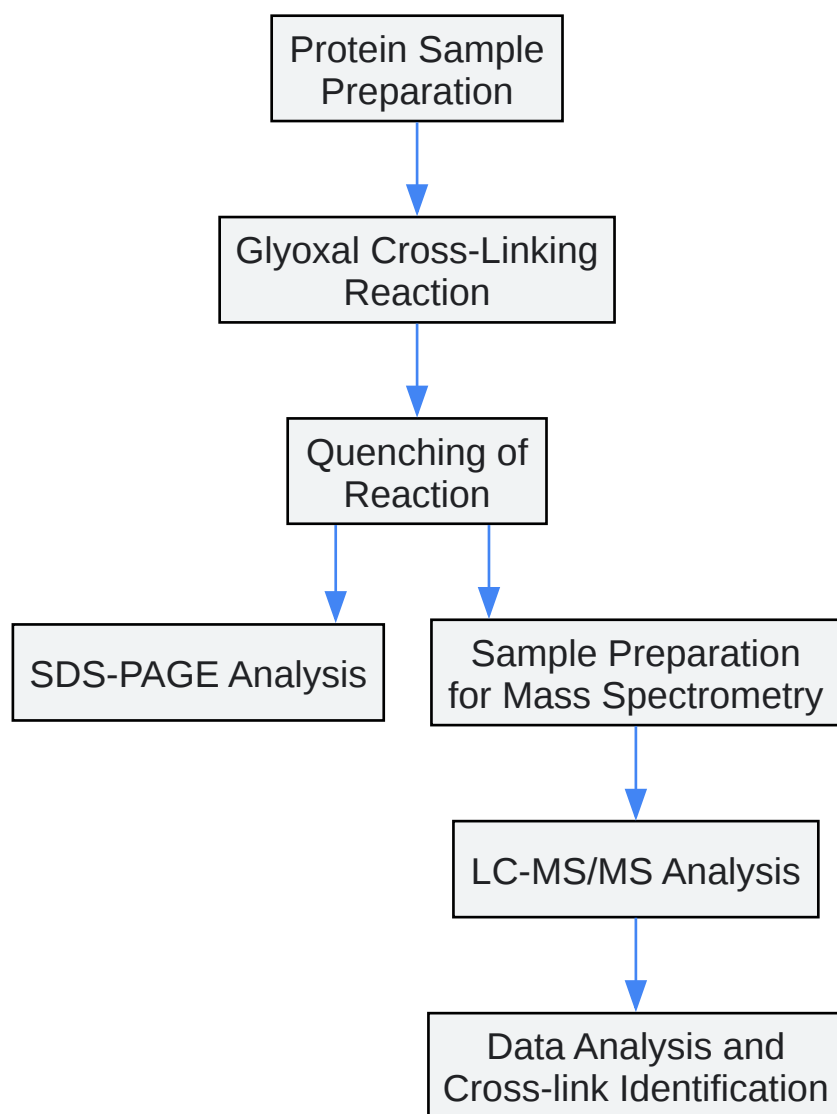 Protein Sample
Preparation
Glyoxal Cross-Linking
Reaction
Quenching of
Reaction
SDS-PAGE Analysis
Sample Preparation
for Mass Spectrometry
LC-MS/MS Analysis
Data Analysis and
Cross-link Identification